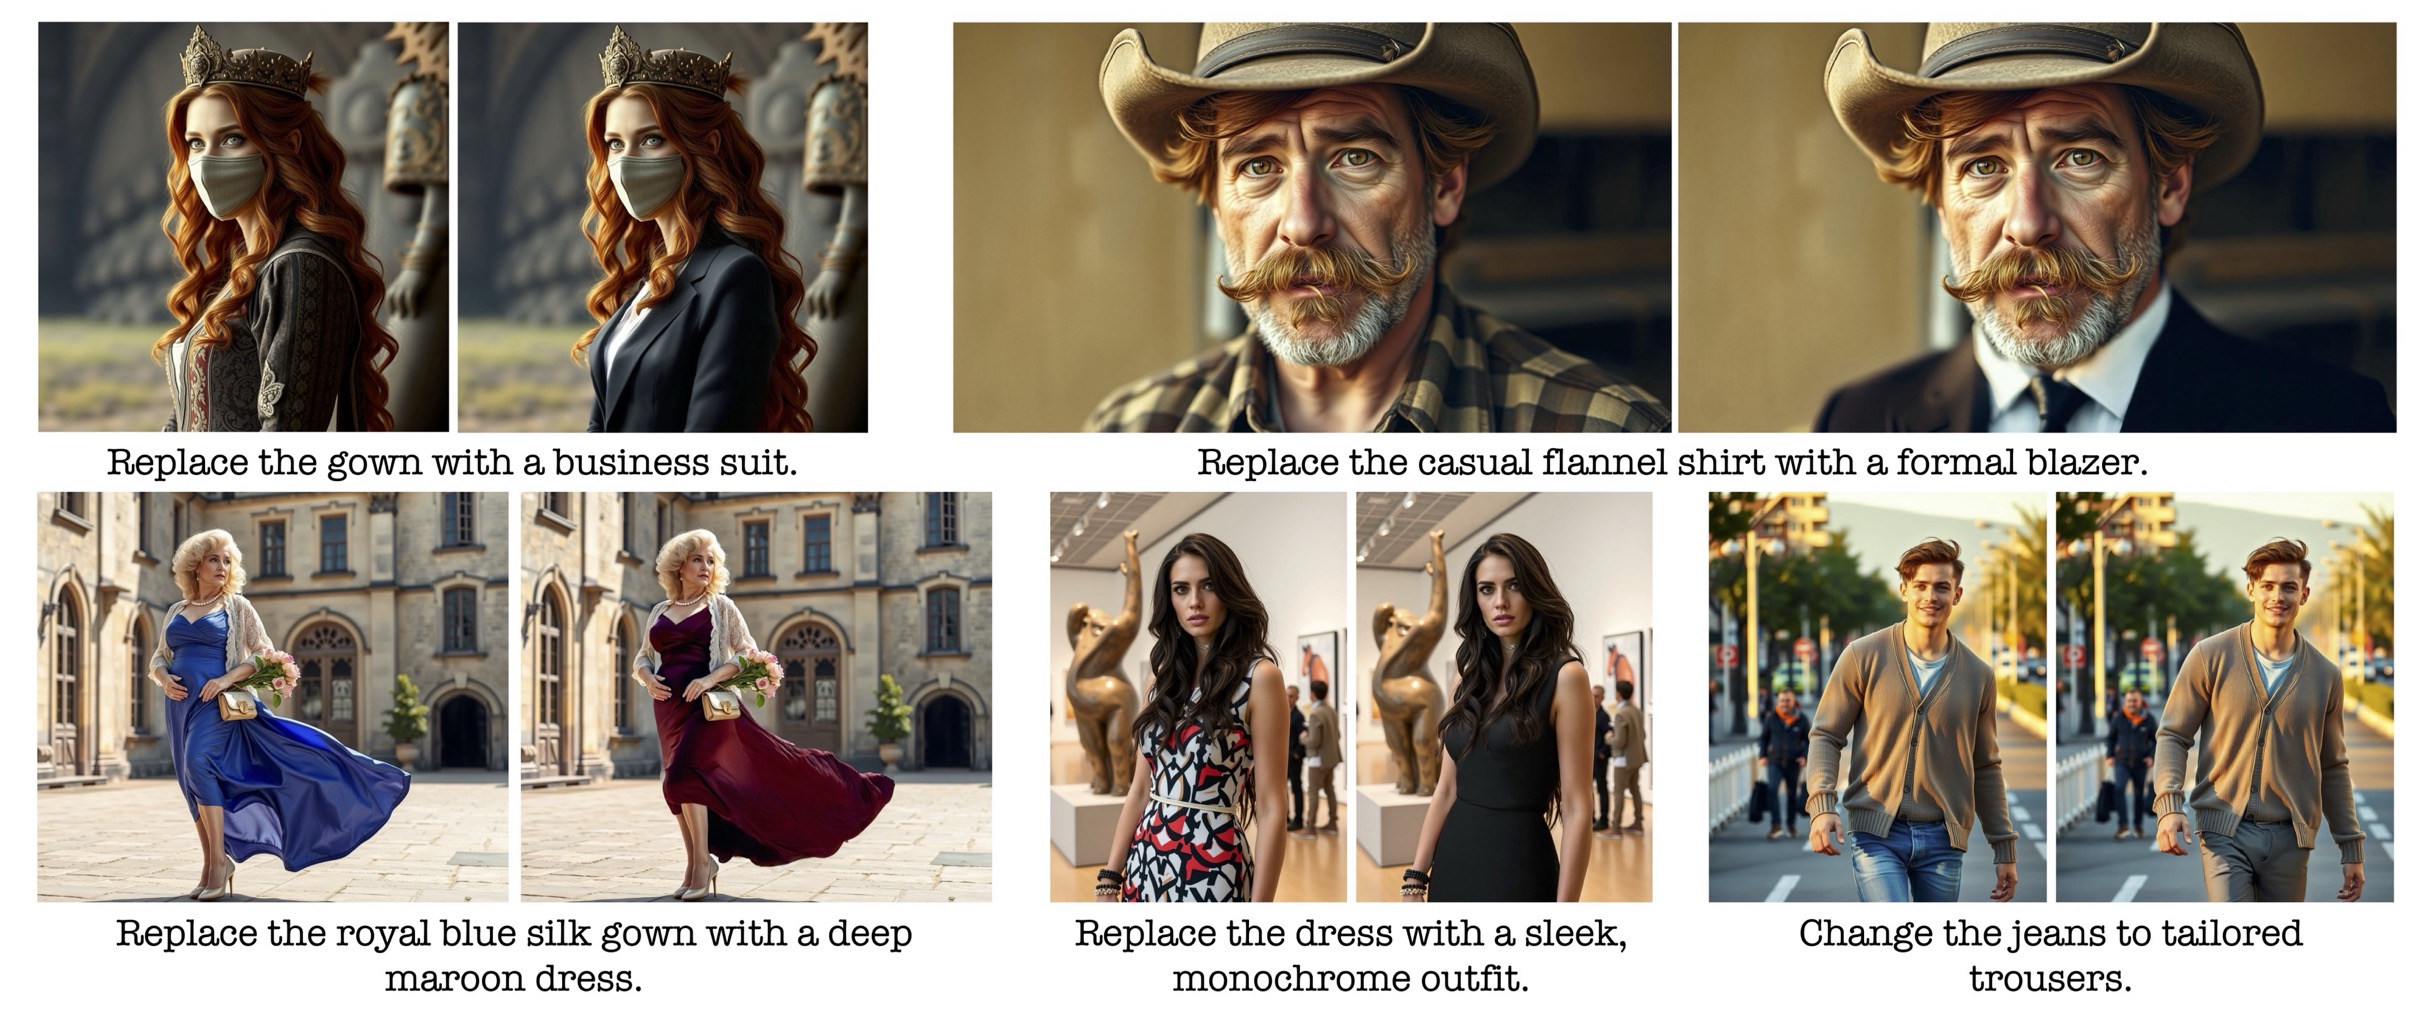 Replace the gown with a business suit.
Replace the casual flannel shirt with a formal blazer.
Replace the royal blue silk gown with a deep
maroon dress.
Replace the dress with a sleek,
monochrome outfit.
Change the jeans to tailored
trousers.